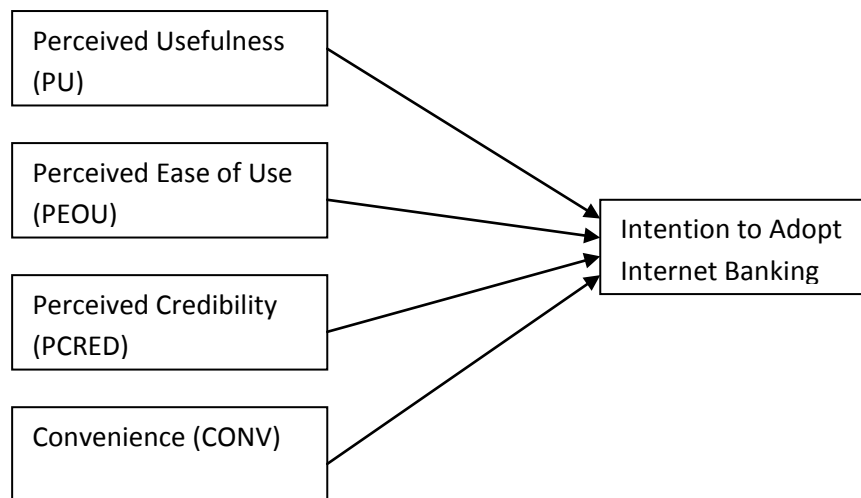 Perceived Usefulness
(PU)
Perceived Ease of Use
(PEOU)
Perceived Credibility
(PCRED)
Convenience (CONV)
Intention to Adopt
Internet Banking